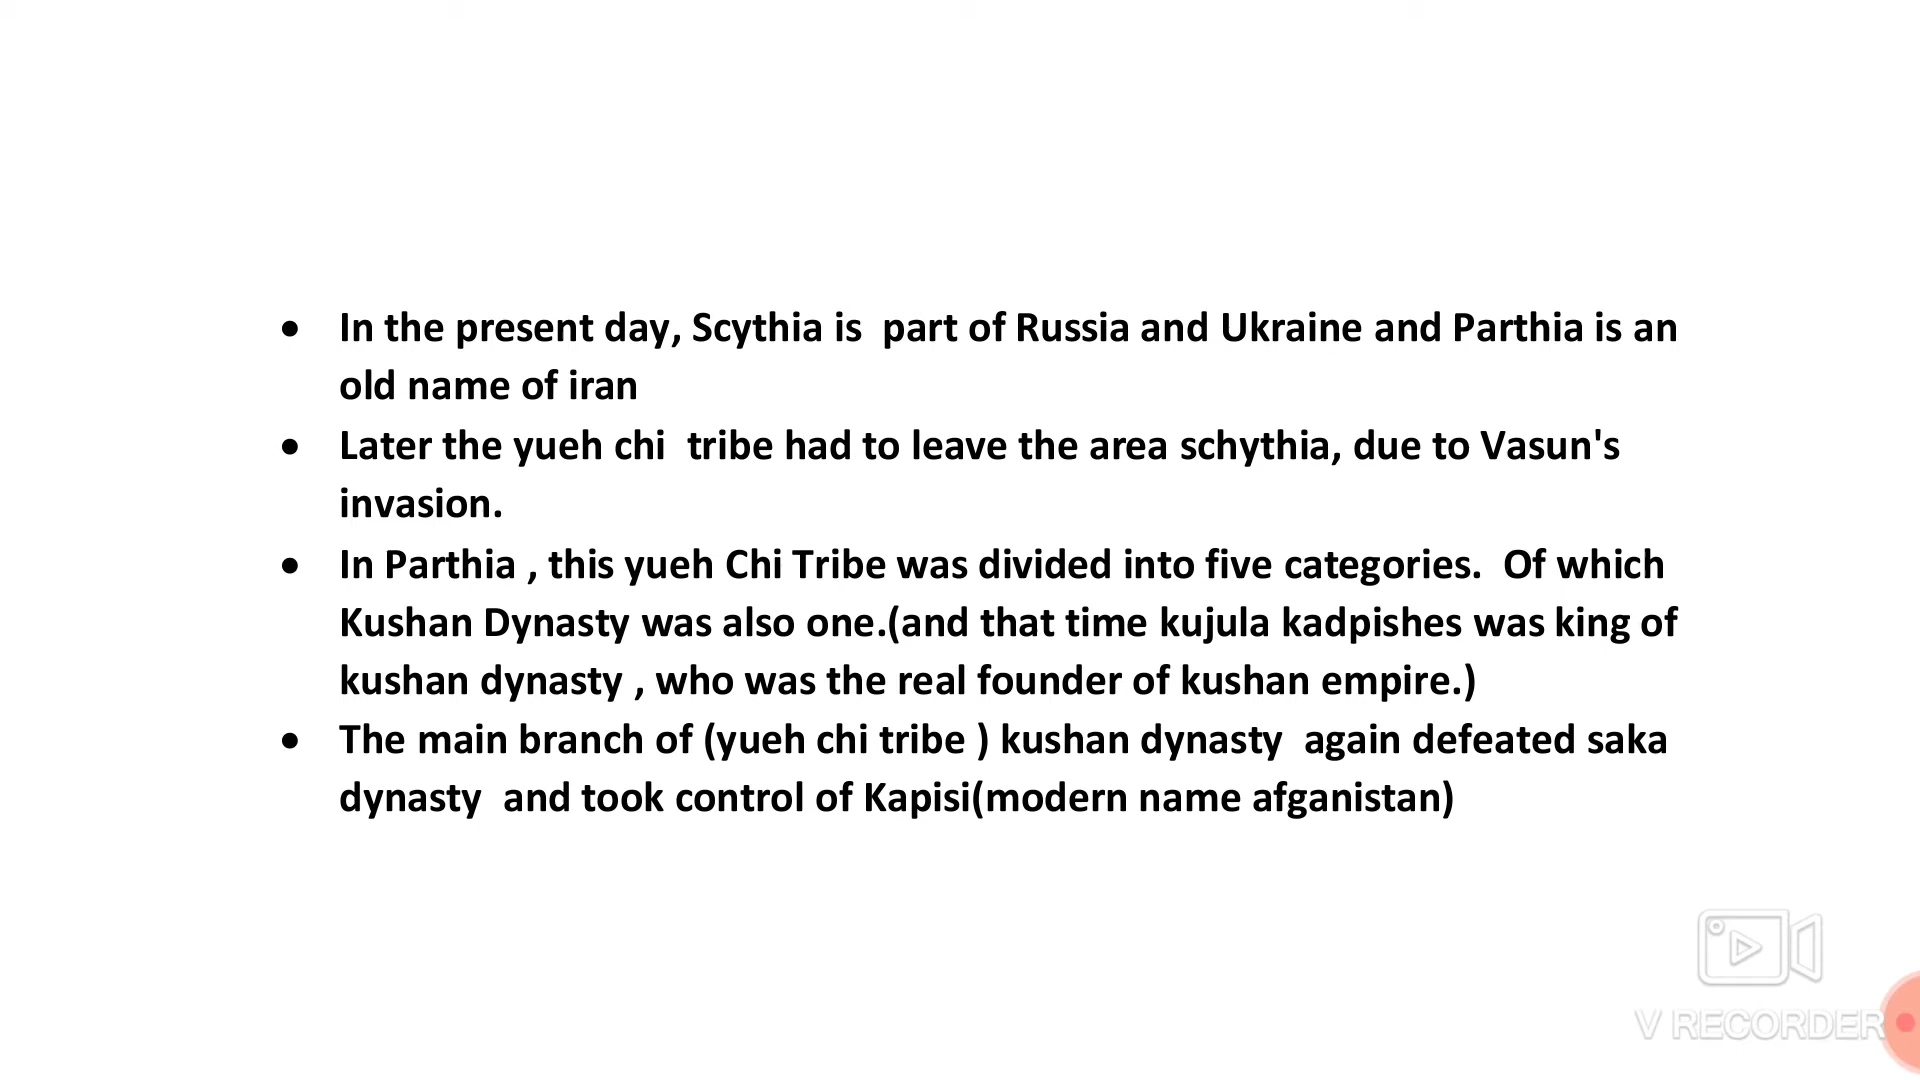 • In the present day, Scythia is  part of Russia and Ukraine and Parthia is an
old name of iran
• Later the yueh chi  tribe had to leave the area schythia, due to Vasun's
invasion.
• In Parthia , this yueh Chi Tribe was divided into five categories.  Of which
Kushan Dynasty was also one.(and that time kujula kadpishes was king of
kushan dynasty , who was the real founder of kushan empire.)
• The main branch of (yueh chi tribe ) kushan dynasty  again defeated saka
dynasty  and took control of Kapisi(modern name afganistan)
V RECORDER